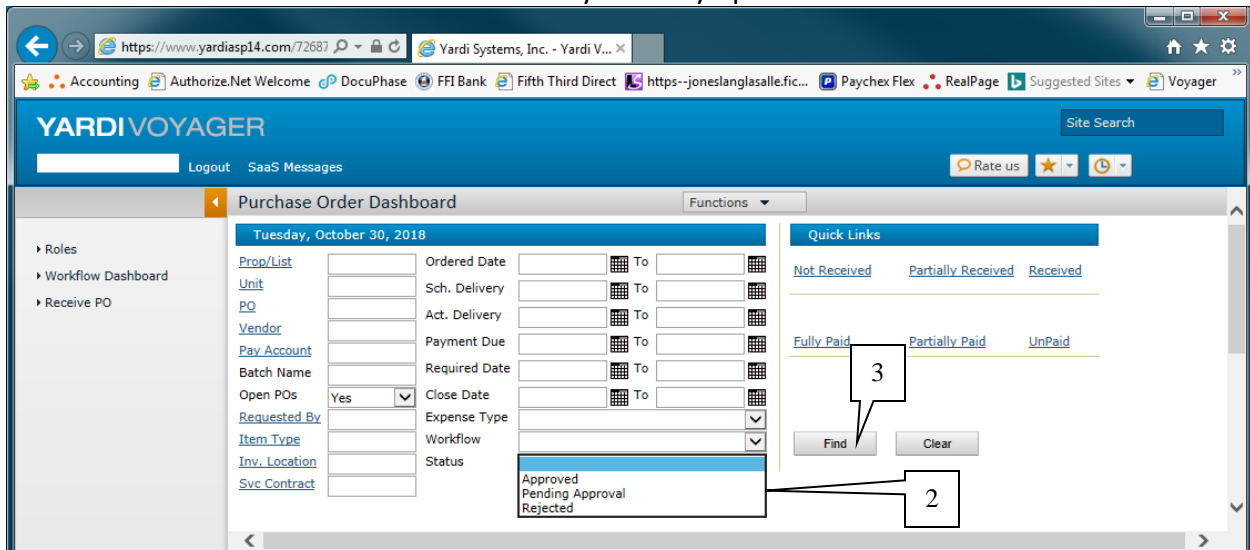 https://www.yardiasp14.com/72687
Yardi Systems, Inc. - Yardi V...
Accounting Authorize.Net Welcome DocuPhase FFI Bank Fifth Third Direct https--joneslanglasalle.fic... Paychex Flex RealPage Suggested Sites Voyager
YARDI VOYAGER
Site Search
Logout SaaS Messages
Rate us
Purchase Order Dashboard
Functions
Roles
Workflow Dashboard
Receive PO
Tuesday, October 30, 2018
Prop/List
Unit
PO
Vendor
Pay Account
Batch Name
Open POs Yes
Requested By
Item Type
Inv. Location
Svc Contract
Ordered Date To
Sch. Delivery To
Act. Delivery To
Payment Due To
Required Date To
Close Date To
Expense Type
Workflow
Status
Approved
Pending Approval
Rejected
Quick Links
Not Received Partially Received Received
Fully Paid Partially Paid UnPaid
3
Find Clear
2